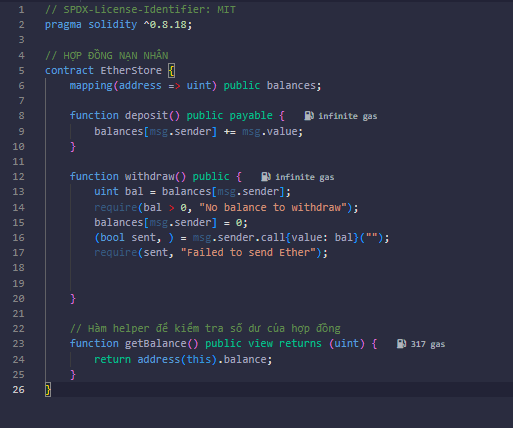 1 // SPDX-License-Identifier: MIT
2 pragma solidity ^0.8.18;
3
4 // HỢP ĐỒNG NẠN NHÂN
5 contract EtherStore {
6 mapping(address => uint) public balances;
7
8 function deposit() public payable { infinite gas
9 balances[msg.sender] += msg.value;
10 }
11
12 function withdraw() public { infinite gas
13 uint bal = balances[msg.sender];
14 require(bal > 0, "No balance to withdraw");
15 balances[msg.sender] = 0;
16 (bool sent, ) = msg.sender.call{value: bal}("");
17 require(sent, "Failed to send Ether");
18
19
20 }
21
22 // Hàm helper để kiểm tra số dư của hợp đồng
23 function getBalance() public view returns (uint) { 317 gas
24 return address(this).balance;
25 }
26 }